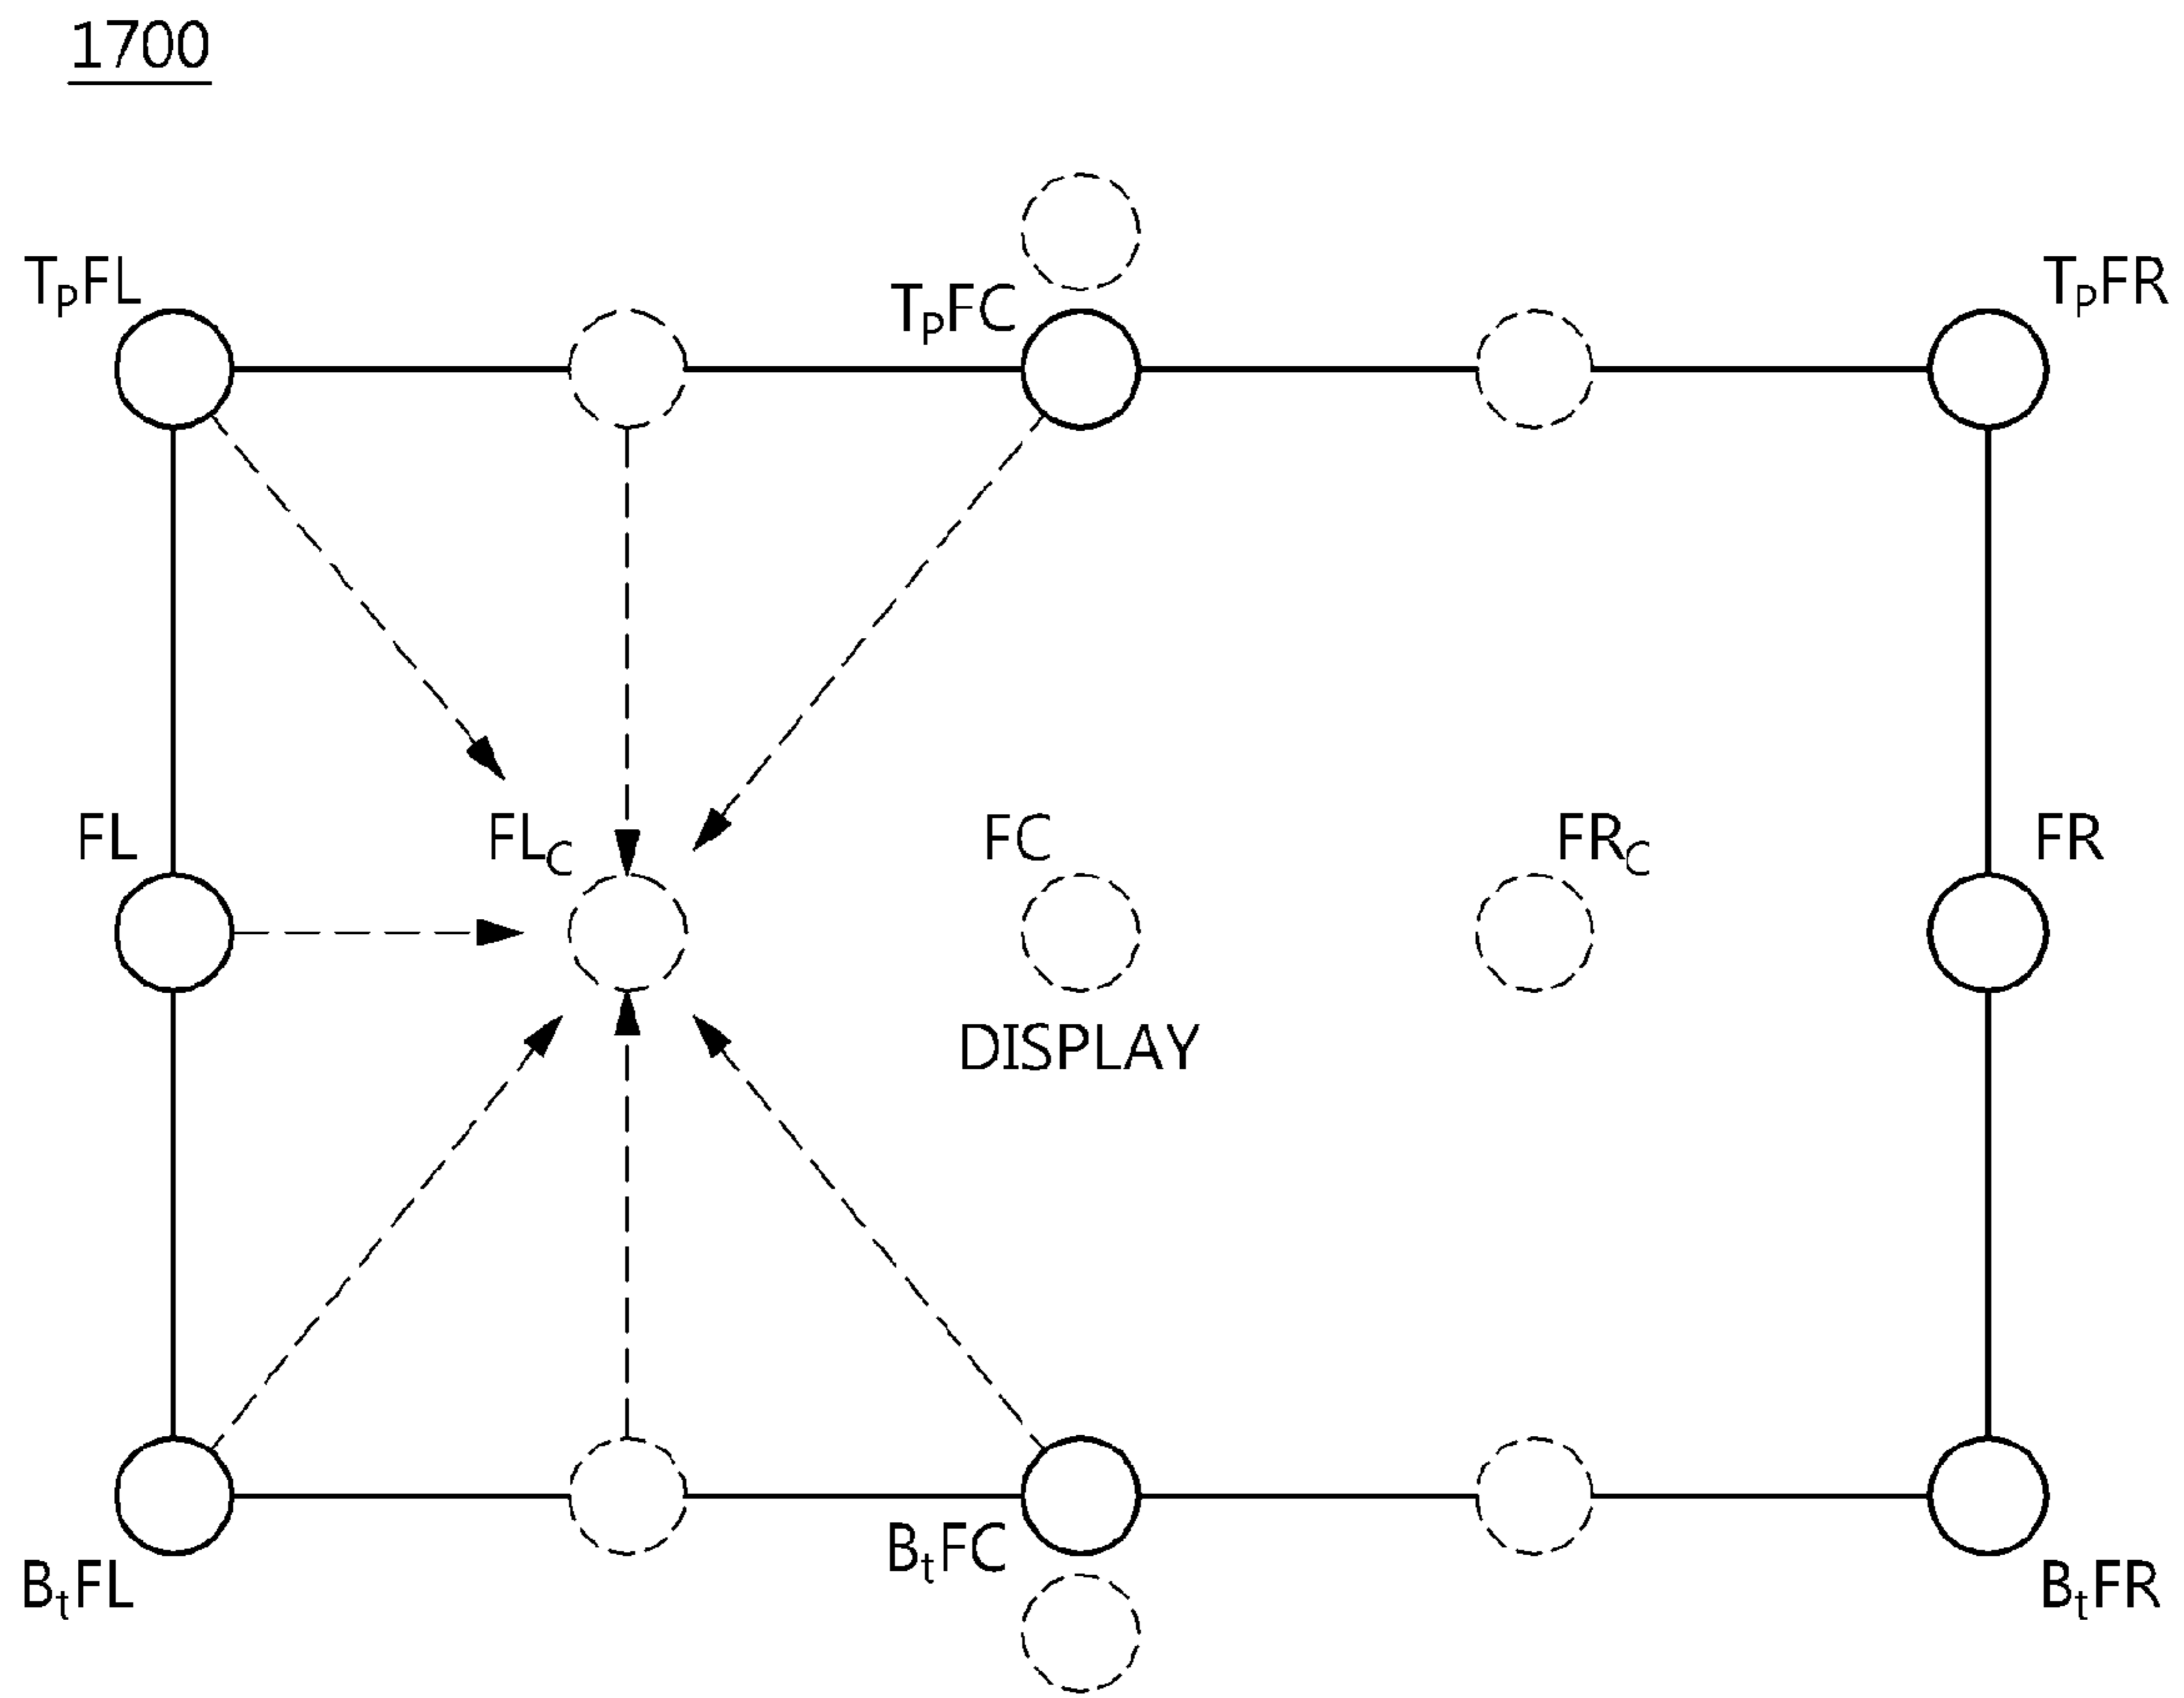 1700
TpFL
TpFC
TpFR
FL
FLC
FC
FRC
FR
DISPLAY
BtFC
BtFL
BtFR